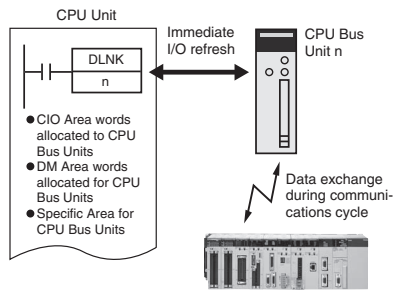 CPU Unit
DLNK
n
● CIO Area words
allocated to CPU
Bus Units
● DM Area words
allocated for CPU
Bus Units
● Specific Area for
CPU Bus Units
Immediate
I/O refresh
CPU Bus
Unit n
Data exchange
during communi-
cations cycle